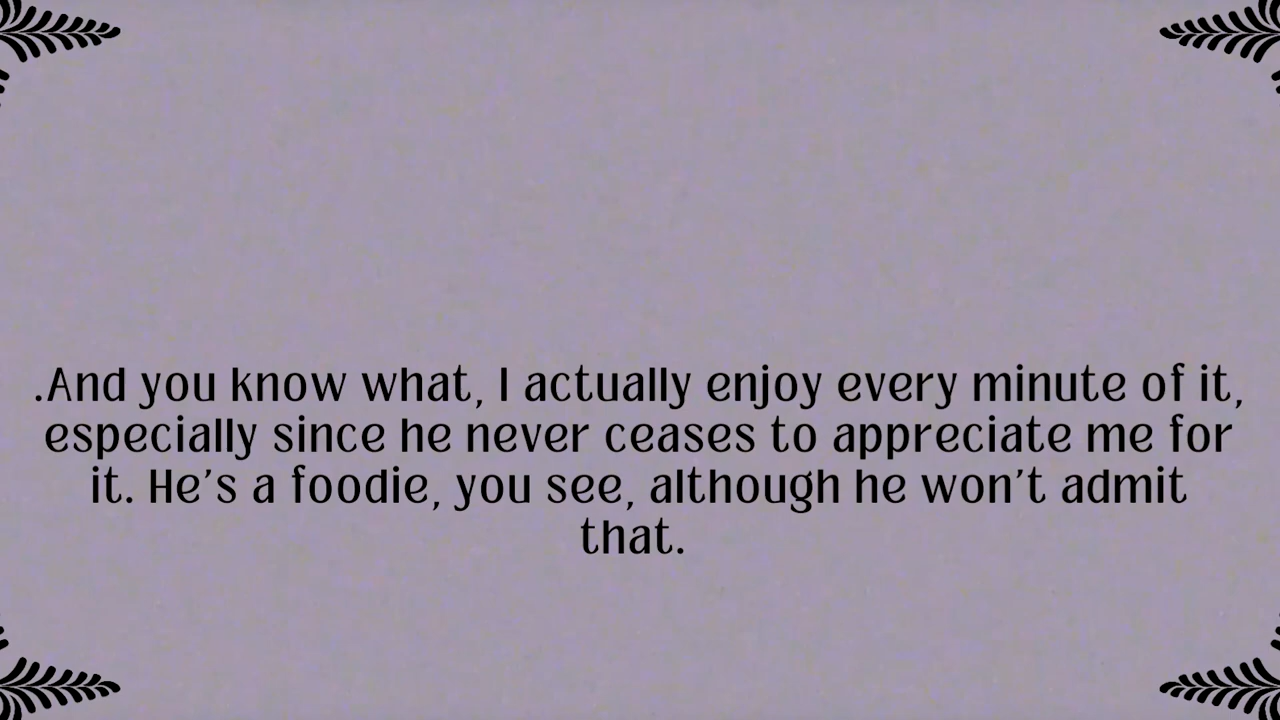 .And you know what, I actually enjoy every minute of it,
especially since he never ceases to appreciate me for
it. He’s a foodie, you see, although he won’t admit
that.